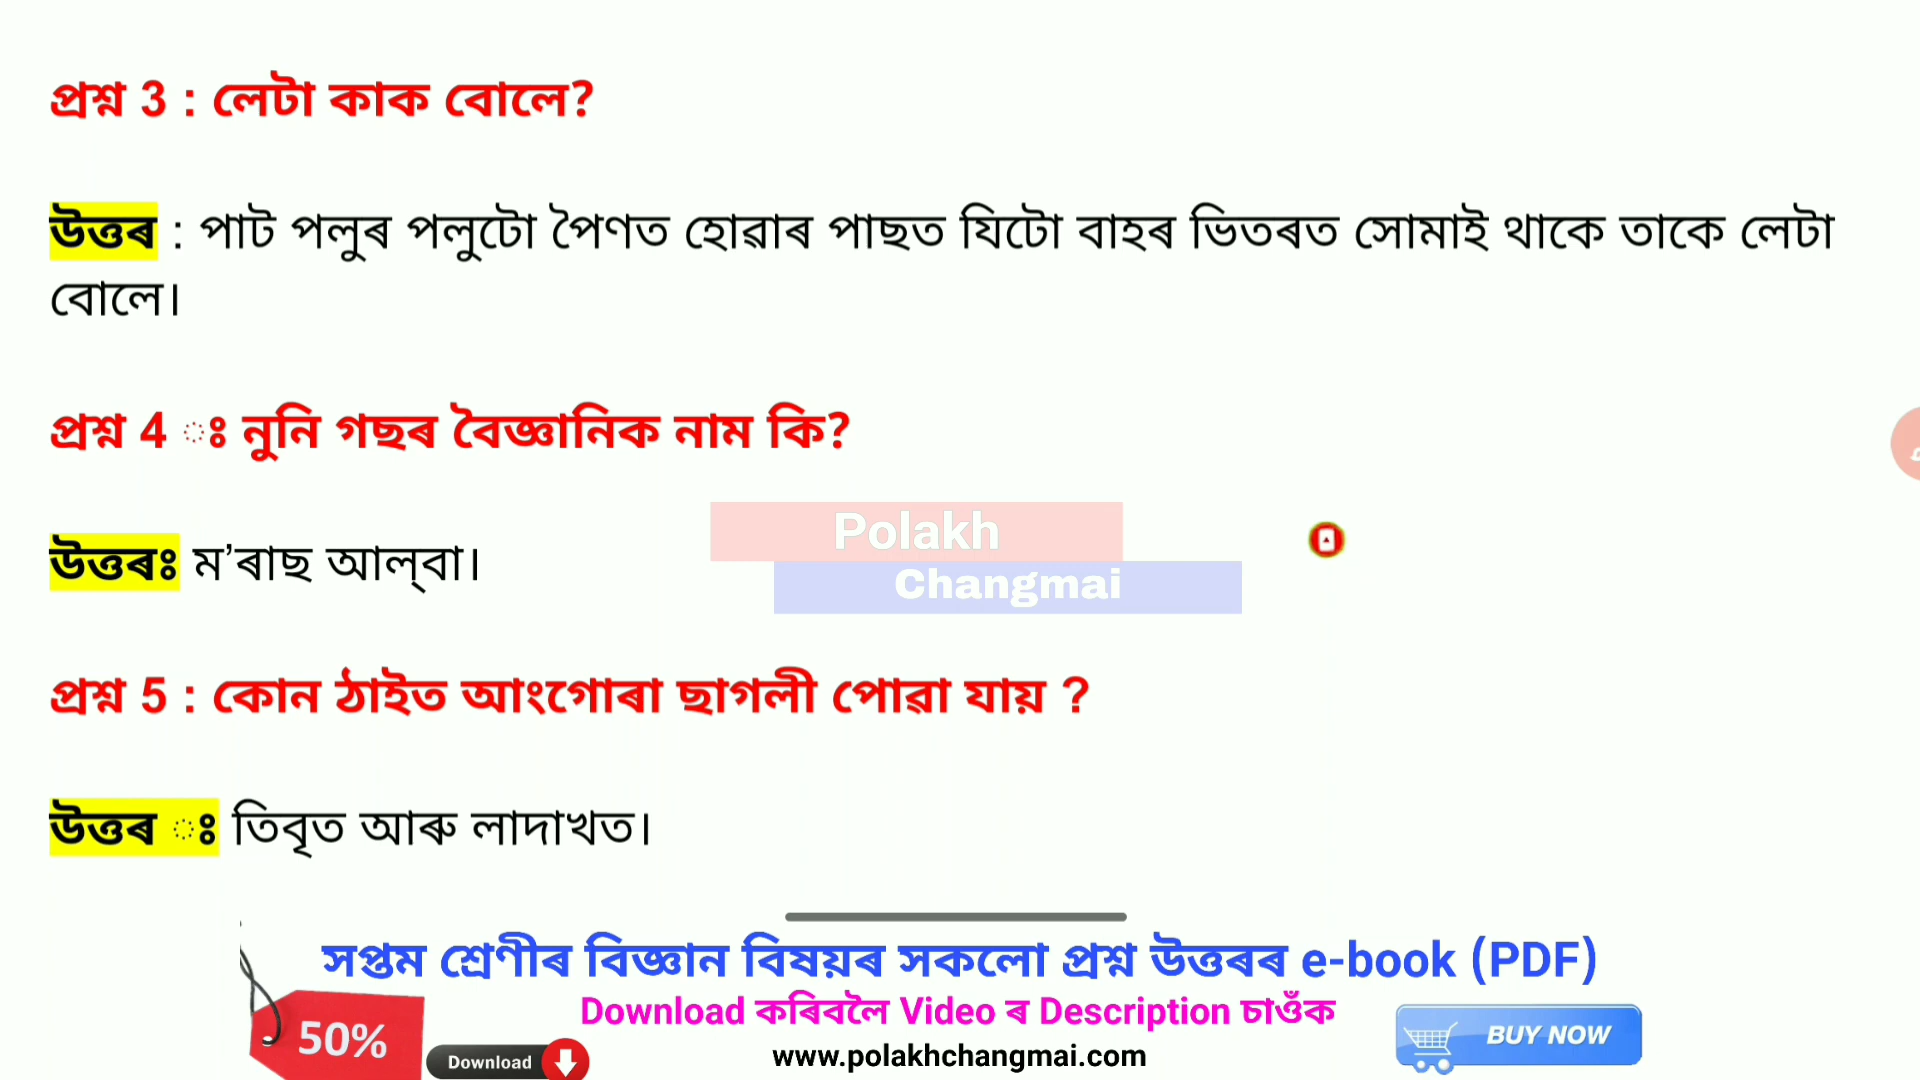 প্ৰশ্ন 3 : লেটা কাক বোলে?
উত্তৰ : পাট পলুৰ পলুটো পৈণত হোৱাৰ পাছত যিটো বাহৰ ভিতৰত সোমাই থাকে তাকে লেটা
বোলে।
প্ৰশ্ন 4 ঃ নুনি গছৰ বৈজ্ঞানিক নাম কি?
উত্তৰঃ ম’ৰাছ আল্‌বা।
Polakh
Changmai
প্ৰশ্ন 5 : কোন ঠাইত আংগোৰা ছাগলী পোৱা যায় ?
উত্তৰ ঃ তিবৃত আৰু লাদাখত।
সপ্তম শ্ৰেণীৰ বিজ্ঞান বিষয়ৰ সকলো প্ৰশ্ন উত্তৰৰ e-book (PDF)
Download কৰিবলৈ Video ৰ Description চাওঁক
50%
BUY NOW
Download
www.polakhchangmai.com